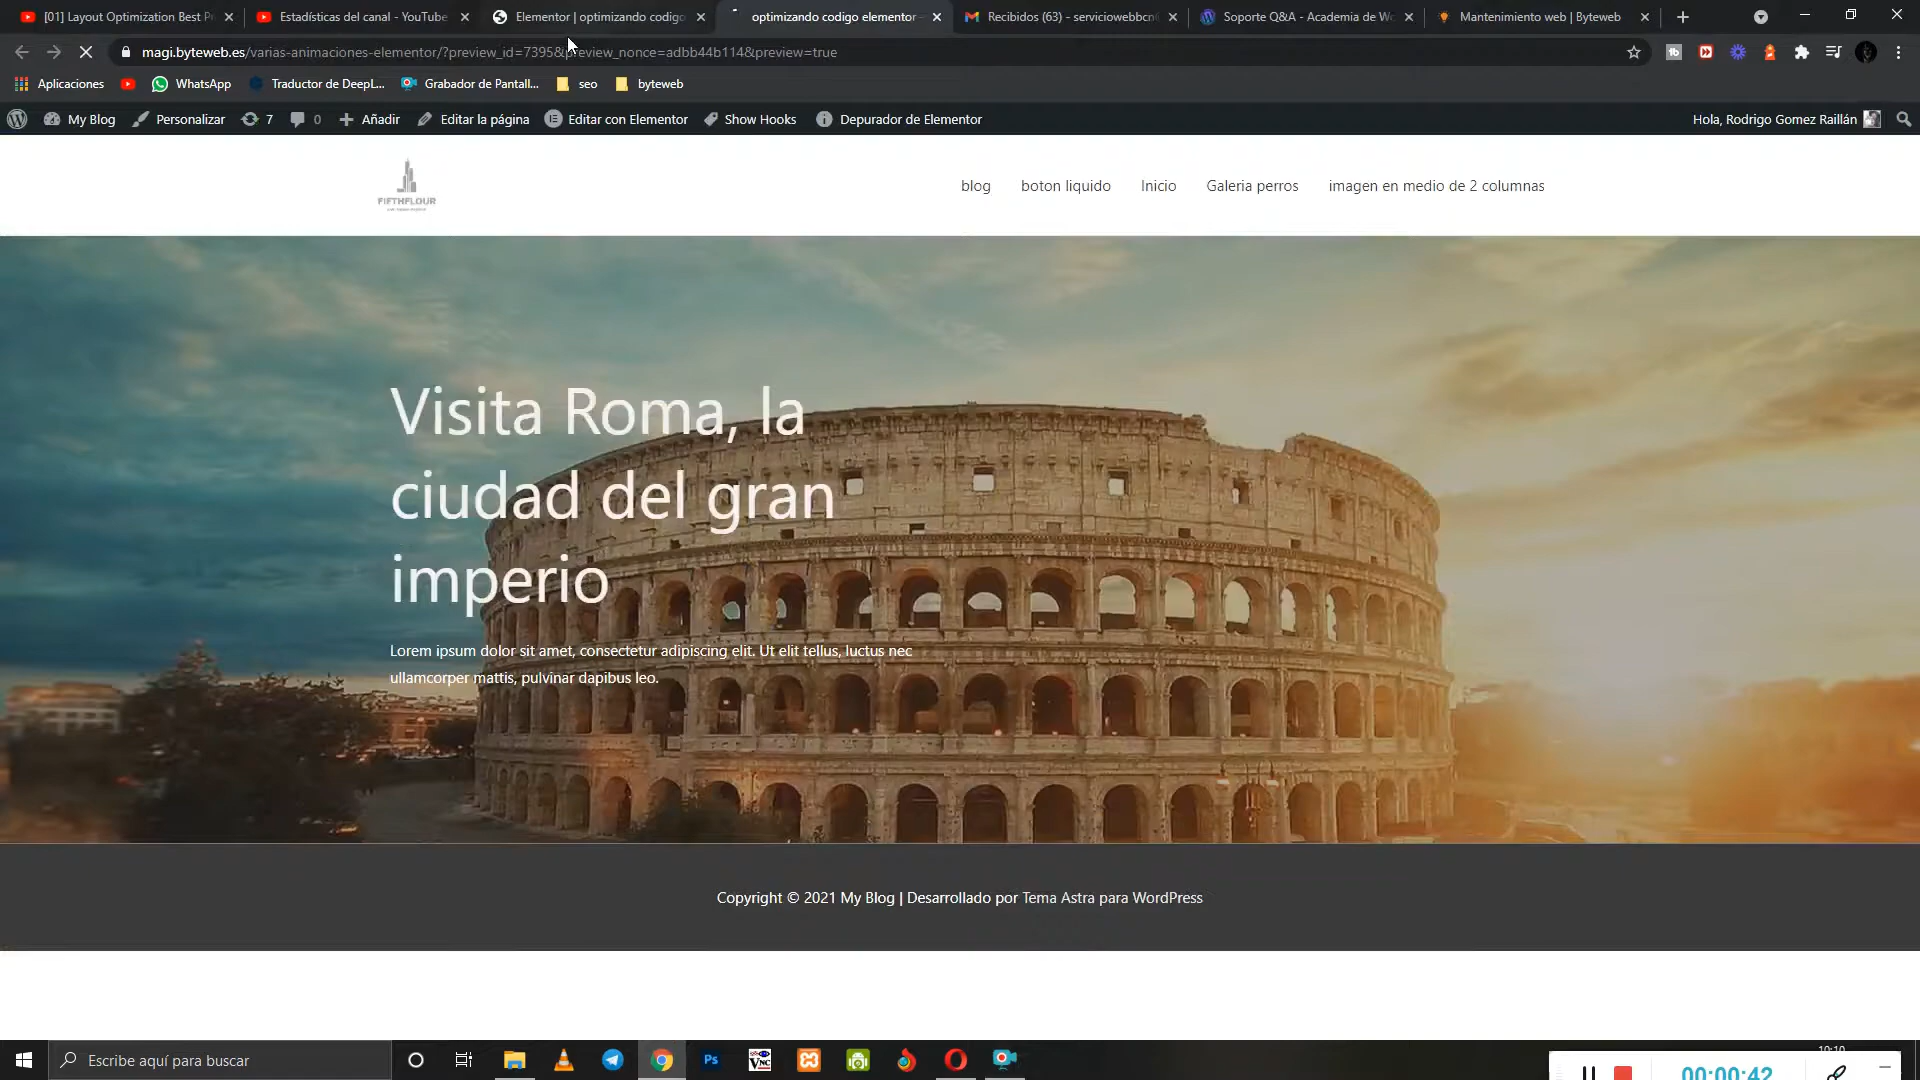 [01] Layout Optimization Best P
Estadísticas del canal - YouTube
Elementor | optimizando codigo
optimizando codigo elementor -
Recibidos (63) - serviciowebbcn
Soporte Q&A - Academia de Wo
Mantenimiento web | Byteweb
magi.byteweb.es/varias-animaciones-elementor/?preview_id=7395&preview_nonce=adbb44b114&preview=true
Aplicaciones
WhatsApp
Traductor de DeepL...
Grabador de Pantall...
seo
byteweb
My Blog
Personalizar
7
0
Añadir
Editar la página
Editar con Elementor
Show Hooks
Depurador de Elementor
Hola, Rodrigo Gomez Raillán
FIFTHFLOUR
blog
boton liquido
Inicio
Galeria perros
imagen en medio de 2 columnas
Visita Roma, la
ciudad del gran
imperio
Lorem ipsum dolor sit amet, consectetur adipiscing elit. Ut elit tellus, luctus nec
ullamcorper mattis, pulvinar dapibus leo.
Copyright © 2021 My Blog | Desarrollado por Tema Astra para WordPress
Escribe aquí para buscar
Ps
00:00:42